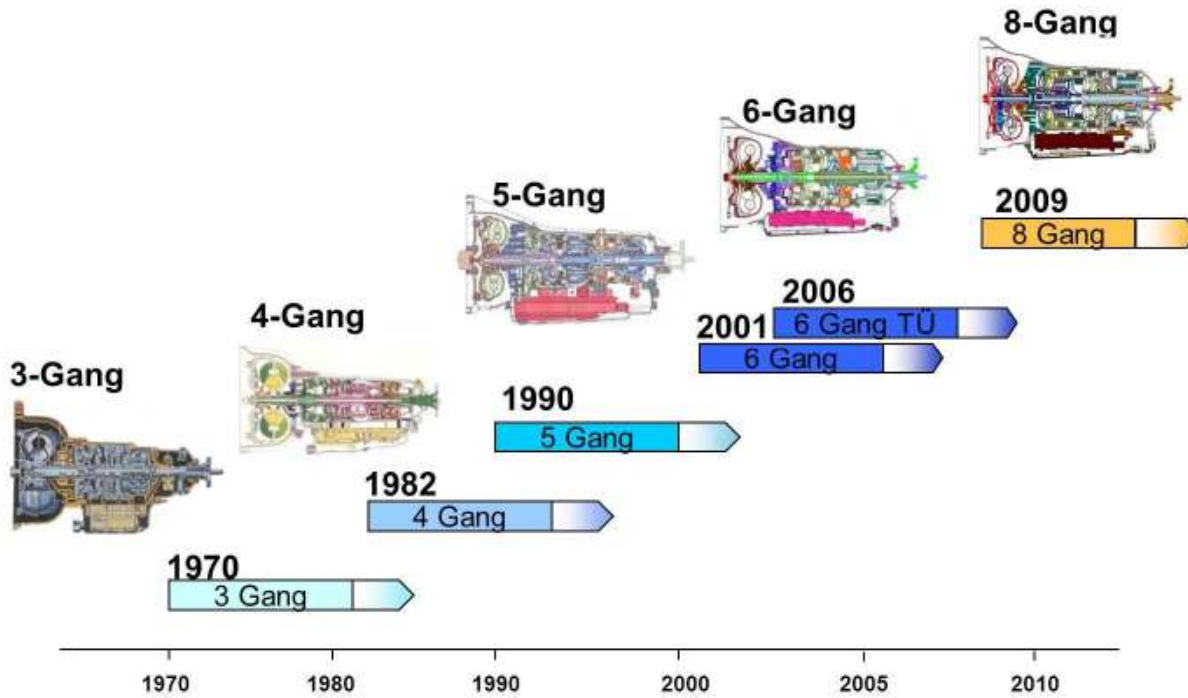 8-Gang
6-Gang
2009
8 Gang
5-Gang
2006
6 Gang TÜ
2001
6 Gang
4-Gang
3-Gang
1990
5 Gang
1982
4 Gang
1970
3 Gang
1970 1980 1990 2000 2005 2010